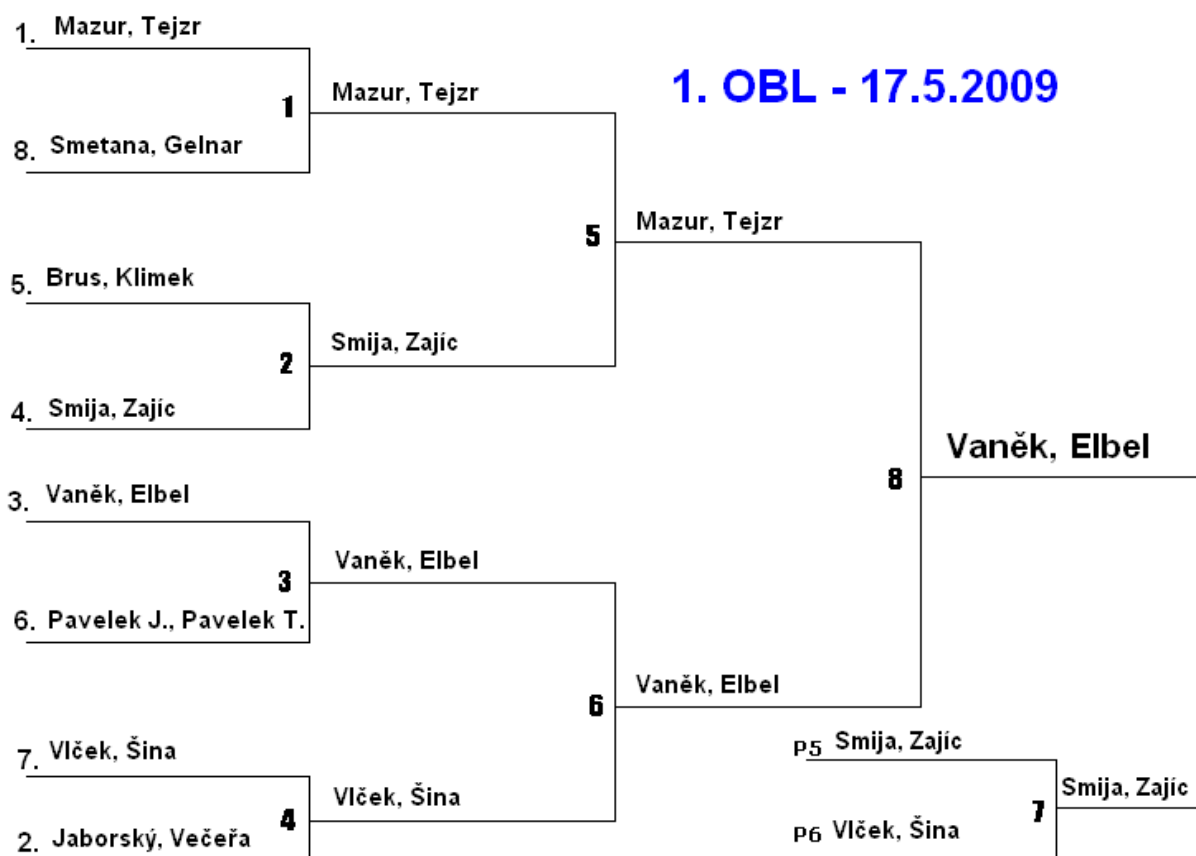 1. Mazur, Tejzr
1. OBL - 17.5.2009
1
Mazur, Tejzr
8. Smetana, Gelnar
5
Mazur, Tejzr
5. Brus, Klimek
2
Smija, Zajíc
4. Smija, Zajíc
8
Vaněk, Elbel
3. Vaněk, Elbel
3
Vaněk, Elbel
6. Pavelek J., Pavelek T.
6
Vaněk, Elbel
7. Vlček, Šina
4
Vlček, Šina
2. Jaborský, Večeřa
P5 Smija, Zajíc
7
Smija, Zajíc
P6 Vlček, Šina